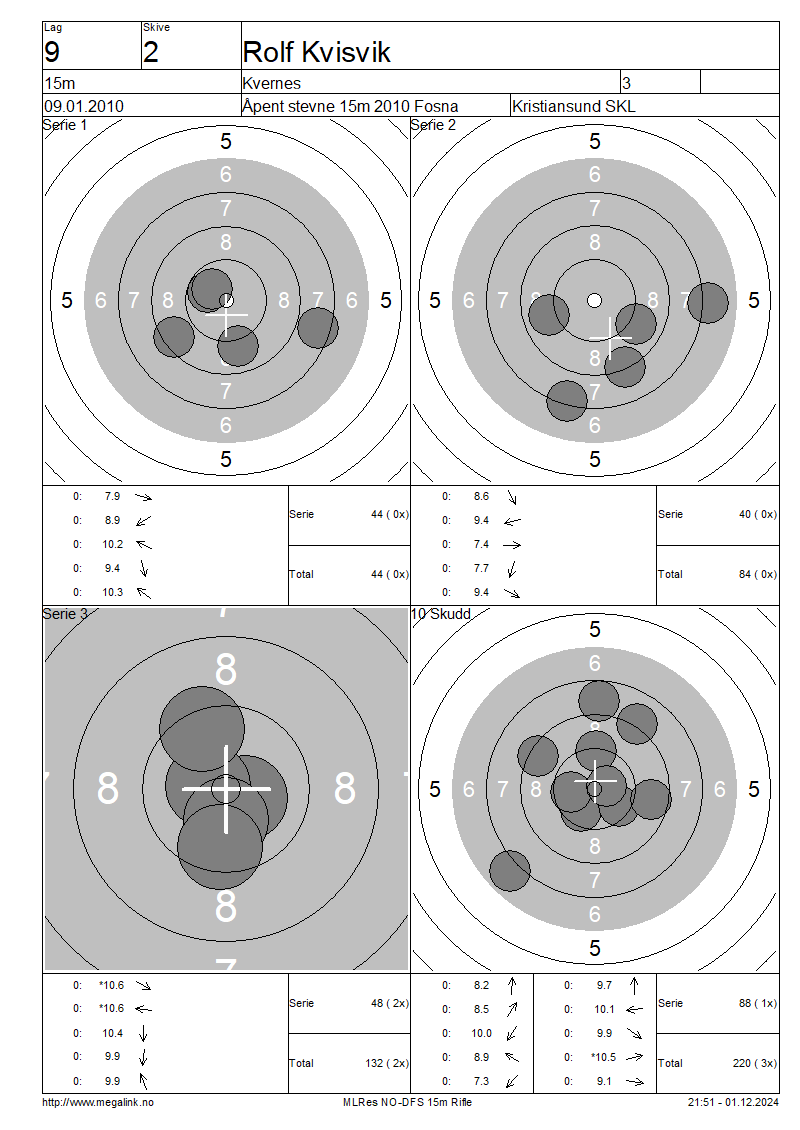 Lag Skive
9 2 Rolf Kvisvik
15m Kvernes 3
09.01.2010 Åpent stevne 15m 2010 Fosna Kristiansund SKL
Serie 1 Serie 2
5 5
6 6
7 7
8 8
5 6 7 8 8 7 6 5 5 6 7 8 8 7 6 5
8 8
7 7
6 6
5 5
0: 7.9 0: 8.6
Serie 44 ( 0x) Serie 40 ( 0x)
0: 8.9 0: 9.4
0: 10.2 0: 7.4
0: 9.4 0: 7.7
Total 44 ( 0x) Total 84 ( 0x)
0: 10.3 0: 9.4
Serie 3 10 Skudd
7 5
8 6
8
8 8 5 6 7 8 7 6 5
8 8
7 7
6
5
0: *10.6 0: 8.2 0: 9.7
Serie 48 ( 2x) Serie 88 ( 1x)
0: *10.6 0: 8.5 0: 10.1
0: 10.4 0: 10.0 0: 9.9
0: 9.9 0: 8.9 0: *10.5
Total 132 ( 2x) Total 220 ( 3x)
0: 9.9 0: 7.3 0: 9.1
http://www.megalink.no MLRes NO-DFS 15m Rifle 21:51 - 01.12.2024